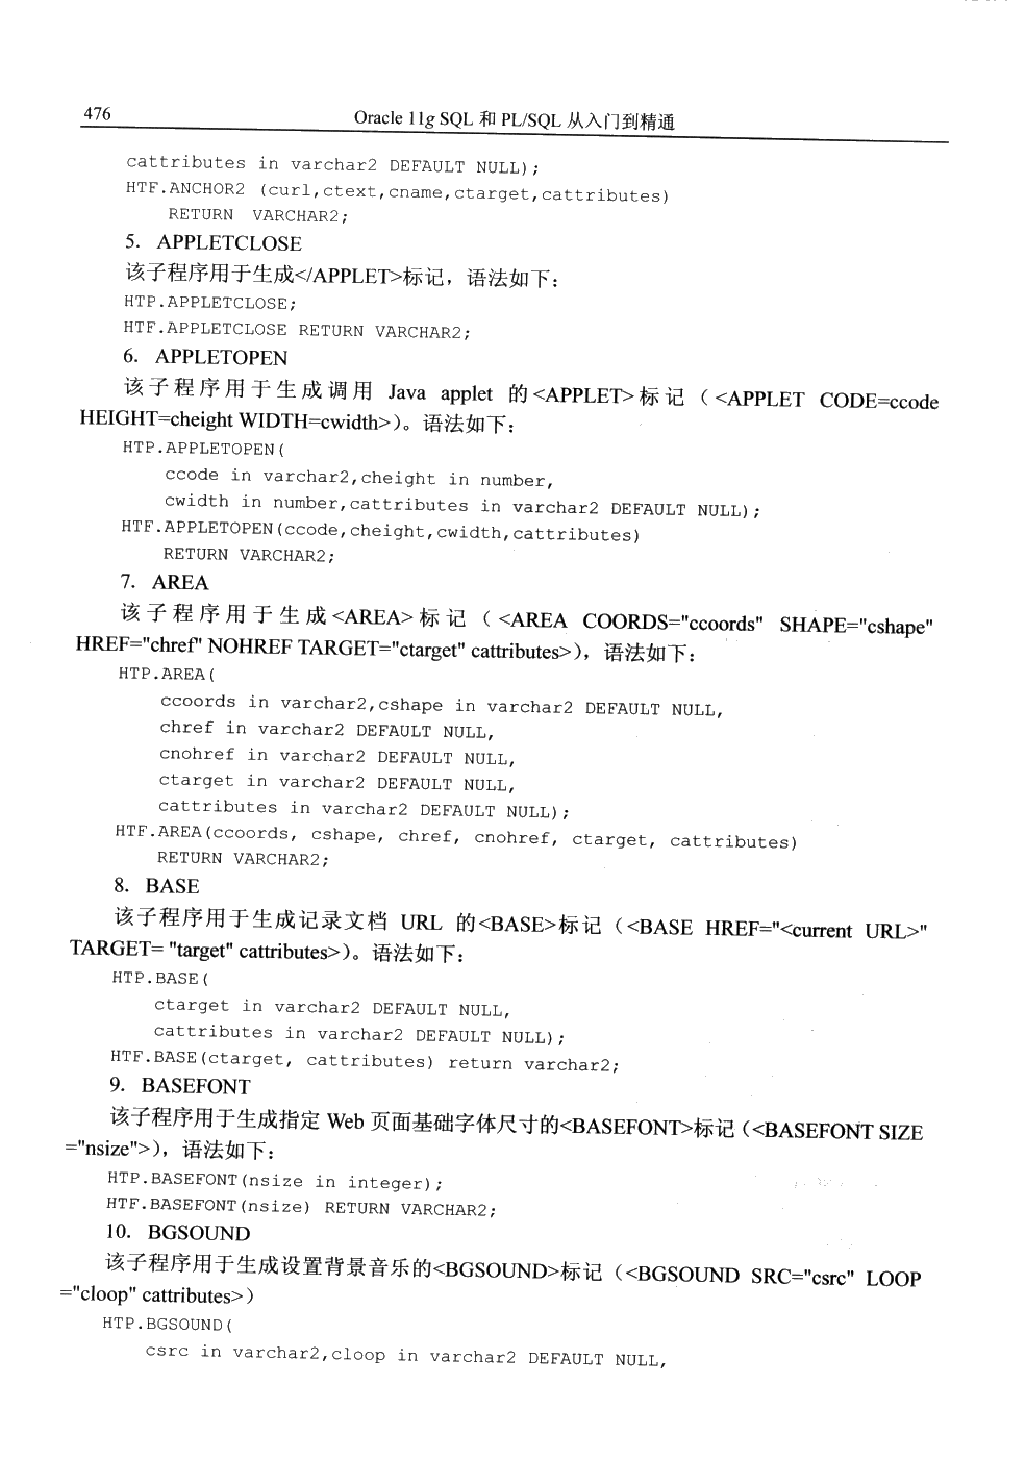 476
Oracle 11g SQL 和 PL/SQL 从入门到精通
cattributes in varchar2 DEFAULT NULL);
HTF.ANCHOR2 (curl,ctext,cname,ctarget,cattributes)
RETURN VARCHAR2;
5. APPLETCLOSE
该子程序用于生成</APPLET>标记，语法如下：
HTP.APPLETCLOSE;
HTF.APPLETCLOSE RETURN VARCHAR2;
6. APPLETOPEN
该子程序用于生成调用 Java applet 的<APPLET>标记（<APPLET CODE=ccode
HEIGHT=cheight WIDTH=cwidth>）。语法如下：
HTP.APPLETOPEN(
ccode in varchar2,cheight in number,
cwidth in number,cattributes in varchar2 DEFAULT NULL);
HTF.APPLETOPEN(ccode,cheight,cwidth,cattributes)
RETURN VARCHAR2;
7. AREA
该子程序用于生成<AREA>标记（<AREA COORDS="ccoords" SHAPE="cshape"
HREF="chref" NOHREF TARGET="ctarget" cattributes>），语法如下：
HTP.AREA(
ccoords in varchar2,cshape in varchar2 DEFAULT NULL,
chref in varchar2 DEFAULT NULL,
cnohref in varchar2 DEFAULT NULL,
ctarget in varchar2 DEFAULT NULL,
cattributes in varchar2 DEFAULT NULL);
HTF.AREA(ccoords, cshape, chref, cnohref, ctarget, cattributes)
RETURN VARCHAR2;
8. BASE
该子程序用于生成记录文档 URL 的<BASE>标记（<BASE HREF="<current URL>"
TARGET= "target" cattributes>）。语法如下：
HTP.BASE(
ctarget in varchar2 DEFAULT NULL,
cattributes in varchar2 DEFAULT NULL);
HTF.BASE(ctarget, cattributes) return varchar2;
9. BASEFONT
该子程序用于生成指定 Web 页面基础字体尺寸的<BASEFONT>标记（<BASEFONT SIZE
="nsize">），语法如下：
HTP.BASEFONT(nsize in integer);
HTF.BASEFONT(nsize) RETURN VARCHAR2;
10. BGSOUND
该子程序用于生成设置背景音乐的<BGSOUND>标记（<BGSOUND SRC="csrc" LOOP
="cloop" cattributes>）
HTP.BGSOUND(
csrc in varchar2,cloop in varchar2 DEFAULT NULL,